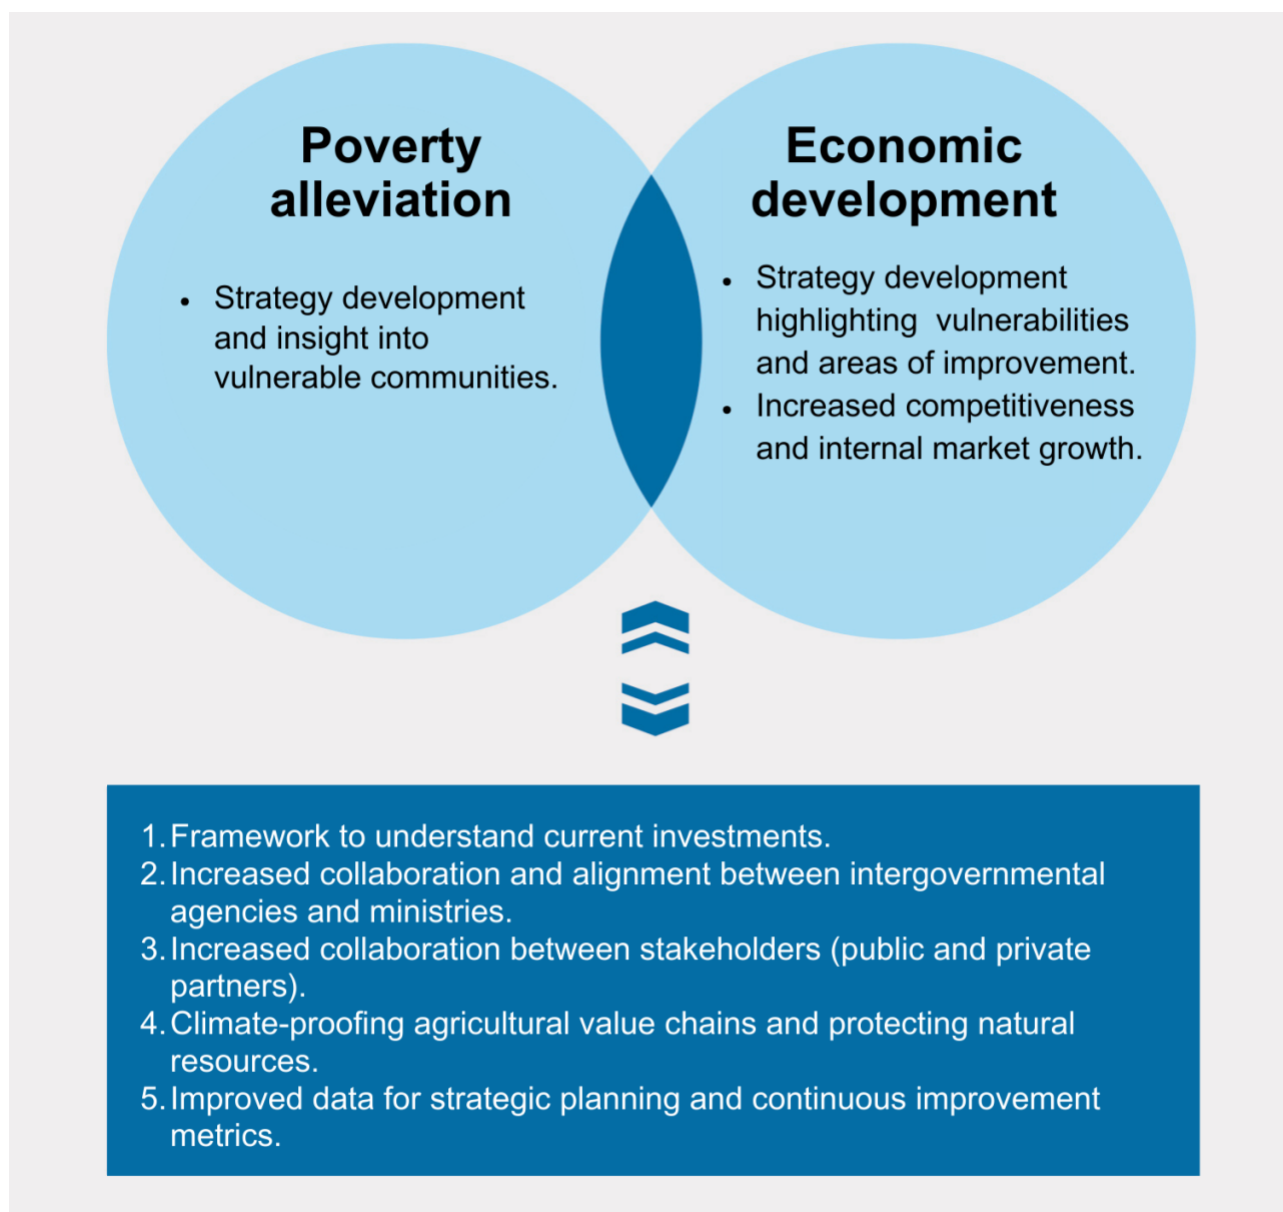 Poverty
alleviation
• Strategy development
and insight into
vulnerable communities.
Economic
development
• Strategy development
highlighting  vulnerabilities
and areas of improvement.
• Increased competitiveness
and internal market growth.
1. Framework to understand current investments.
2. Increased collaboration and alignment between intergovernmental
agencies and ministries.
3. Increased collaboration between stakeholders (public and private
partners).
4. Climate-proofing agricultural value chains and protecting natural
resources.
5. Improved data for strategic planning and continuous improvement
metrics.